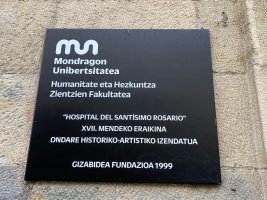 mun
Mondragon
Unibertsitatea
Humanitate eta Hezkuntza
Zientzien Fakultatea
"HOSPITAL DEL SANTÍSIMO ROSARIO"
XVII. MENDEKO ERAIKINA
ONDARE HISTORIKO-ARTISTIKO IZENDATUA
GIZABIDEA FUNDAZIOA 1999